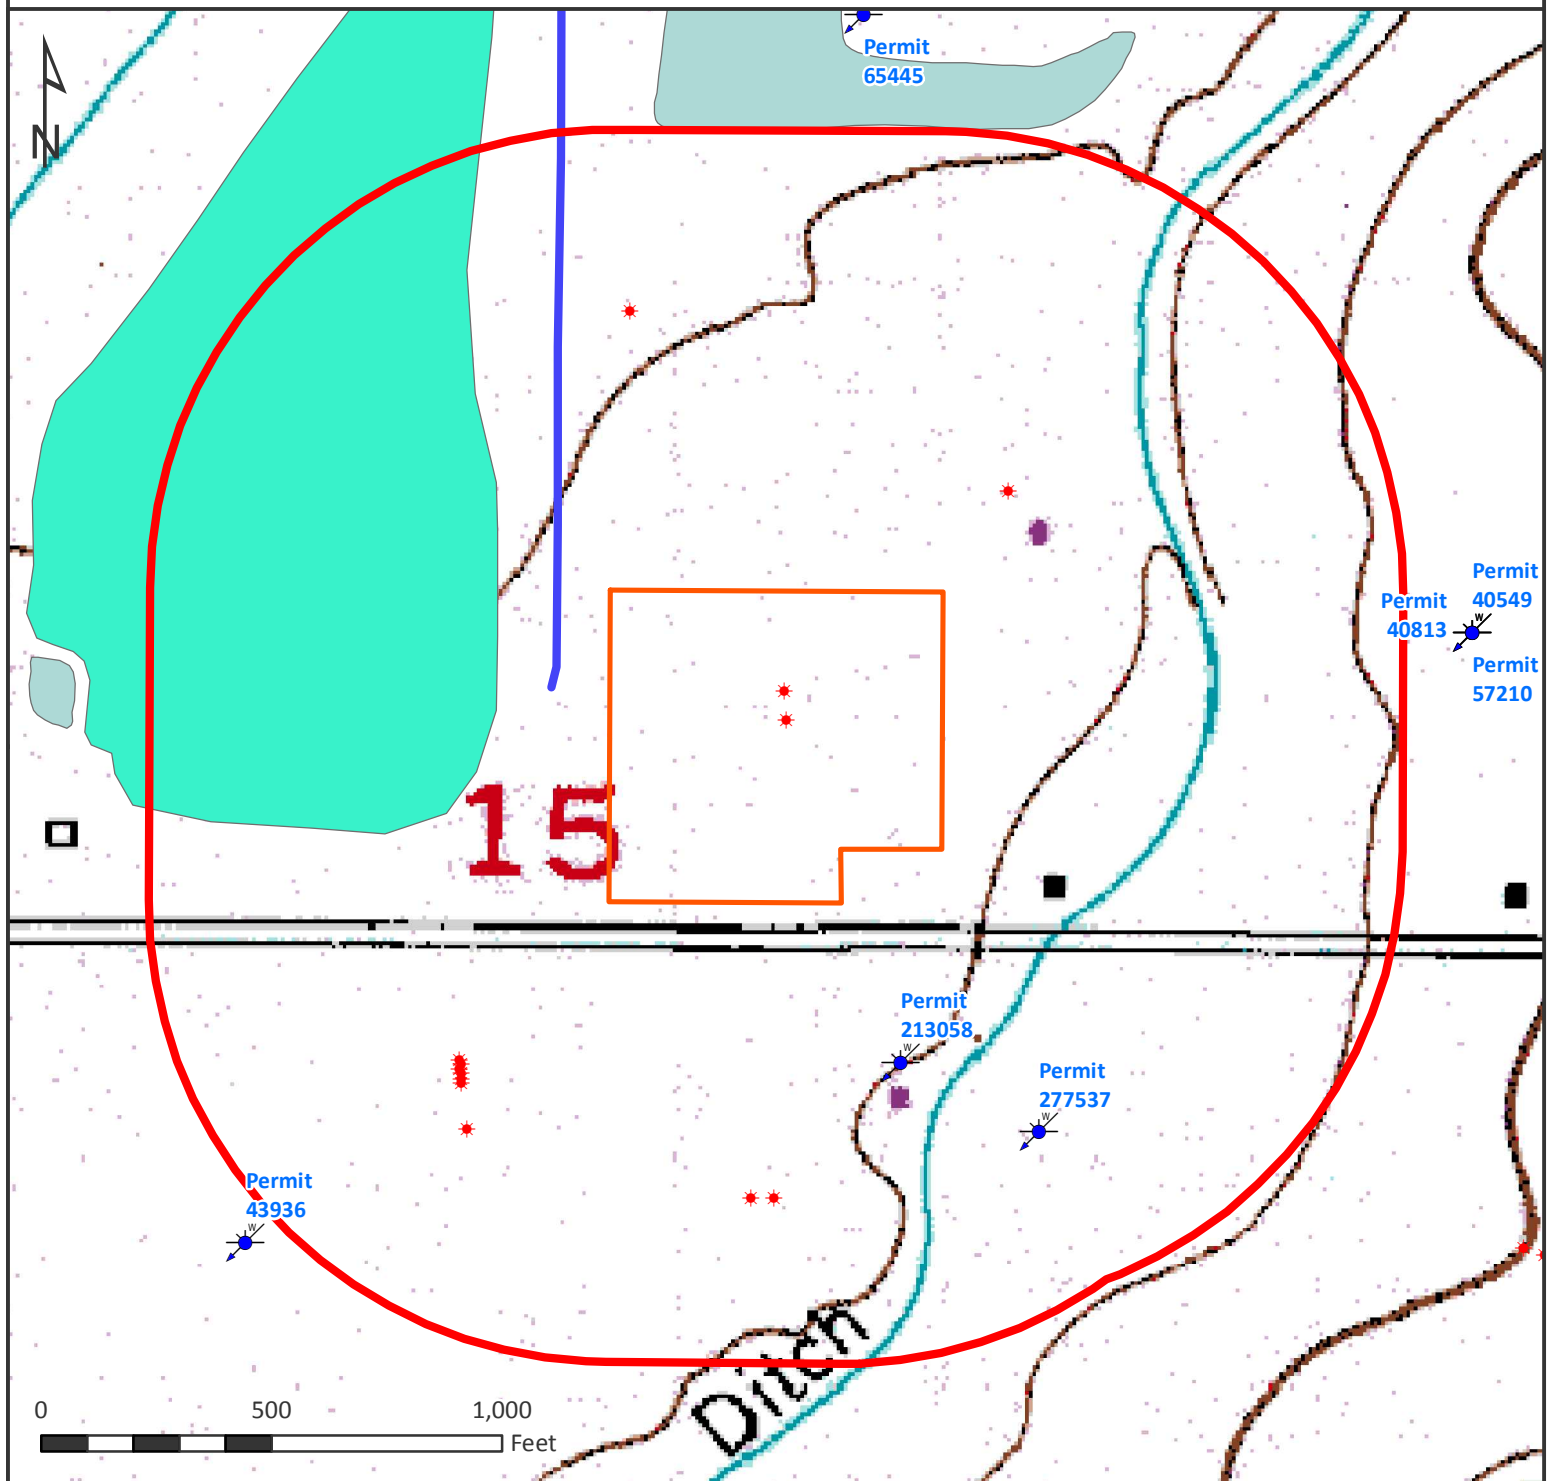 Permit
65445
N
Permit
40549
Permit
40813
W
Permit
57210
15
Permit
213058
W
Permit
277537
W
Permit
43936
W
Ditch
0 500 1,000
Feet